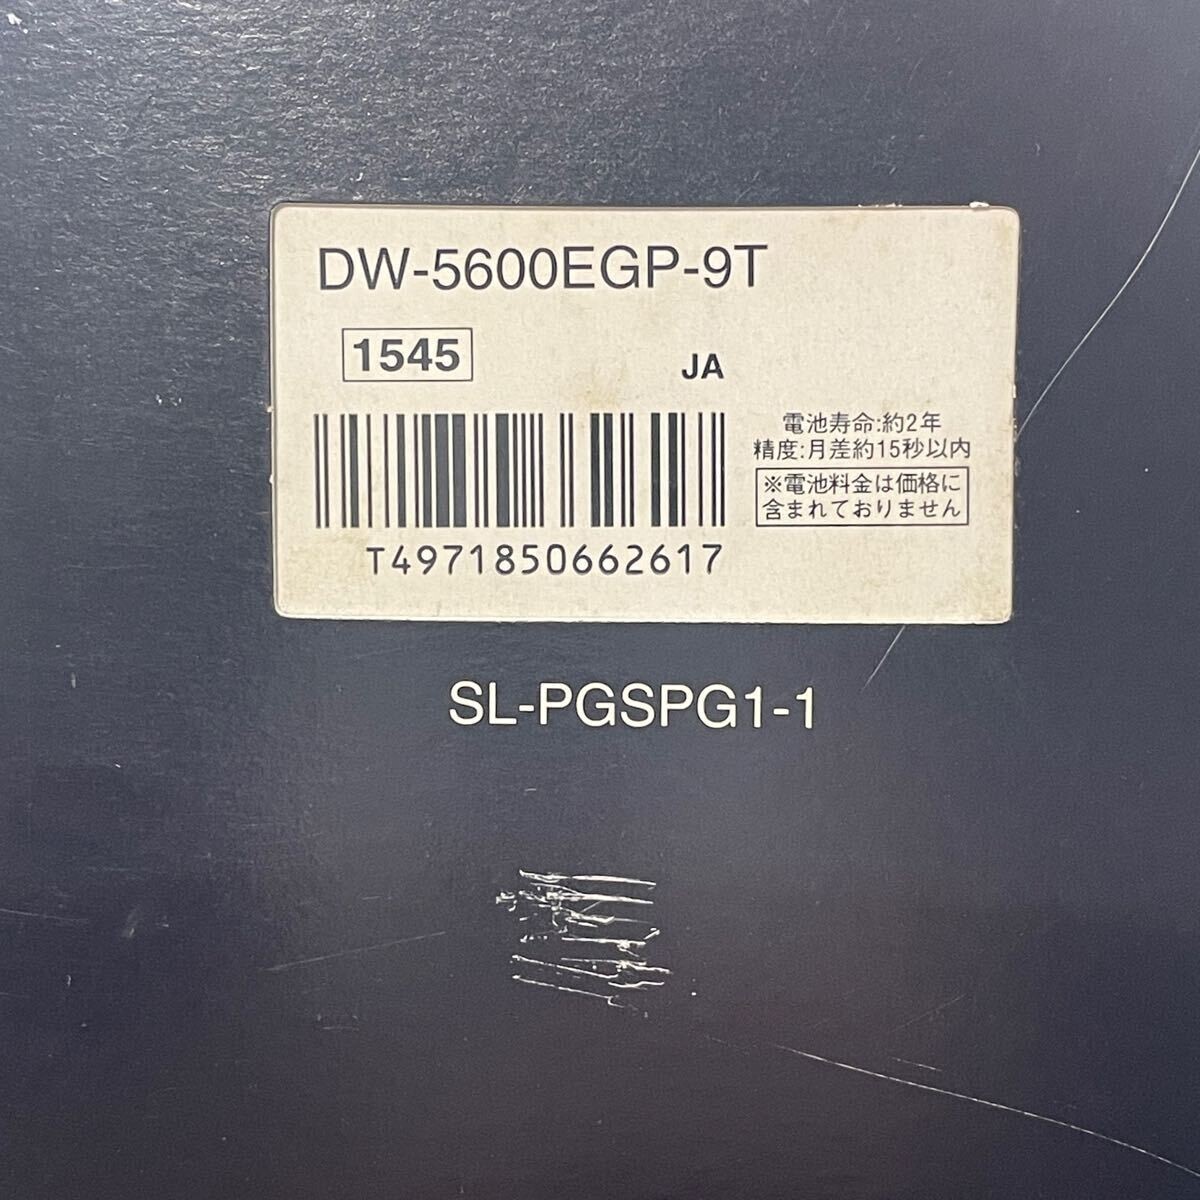 DW-5600EGP-9T
1545
JA
電池寿命:約2年
精度:月差約15秒以内
※電池料金は価格に
含まれておりません
T4971850662617
SL-PGSPG1-1